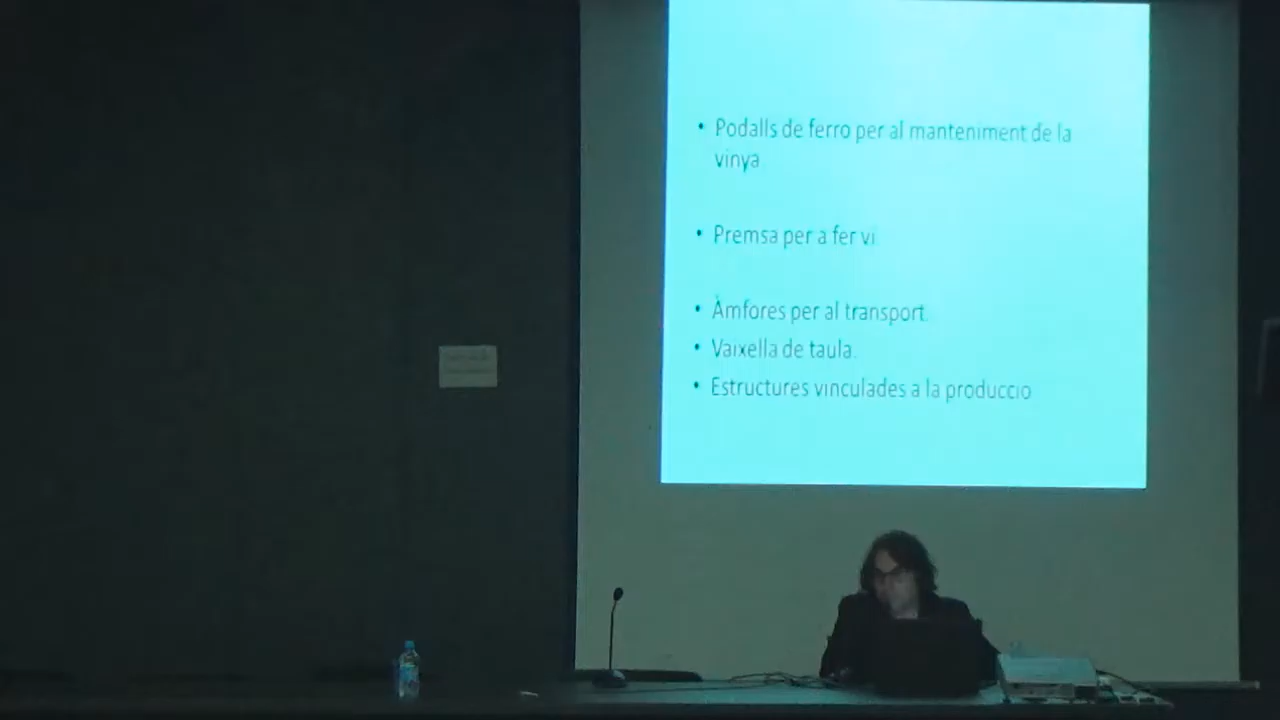 • Podalls de ferro per al manteniment de la
vinya.
• Premsa per a fer vi.
• Àmfores per al transport.
• Vaixella de taula.
• Estructures vinculades a la produccio